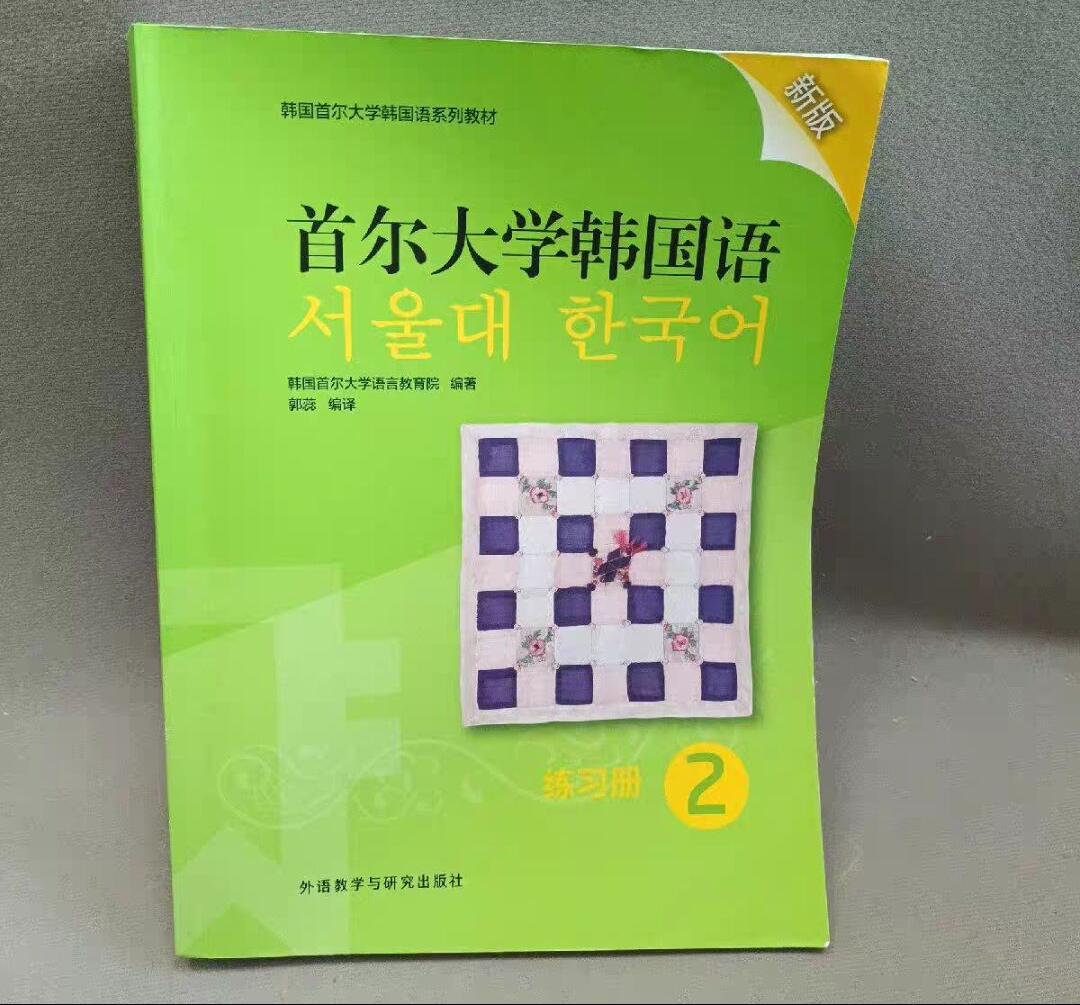 韩国首尔大学韩国语系列教材
新版
首尔大学韩国语
서울대 한국어
韩国首尔大学语言教育院 编著
郭蕊 编译
练习册 2
外语教学与研究出版社